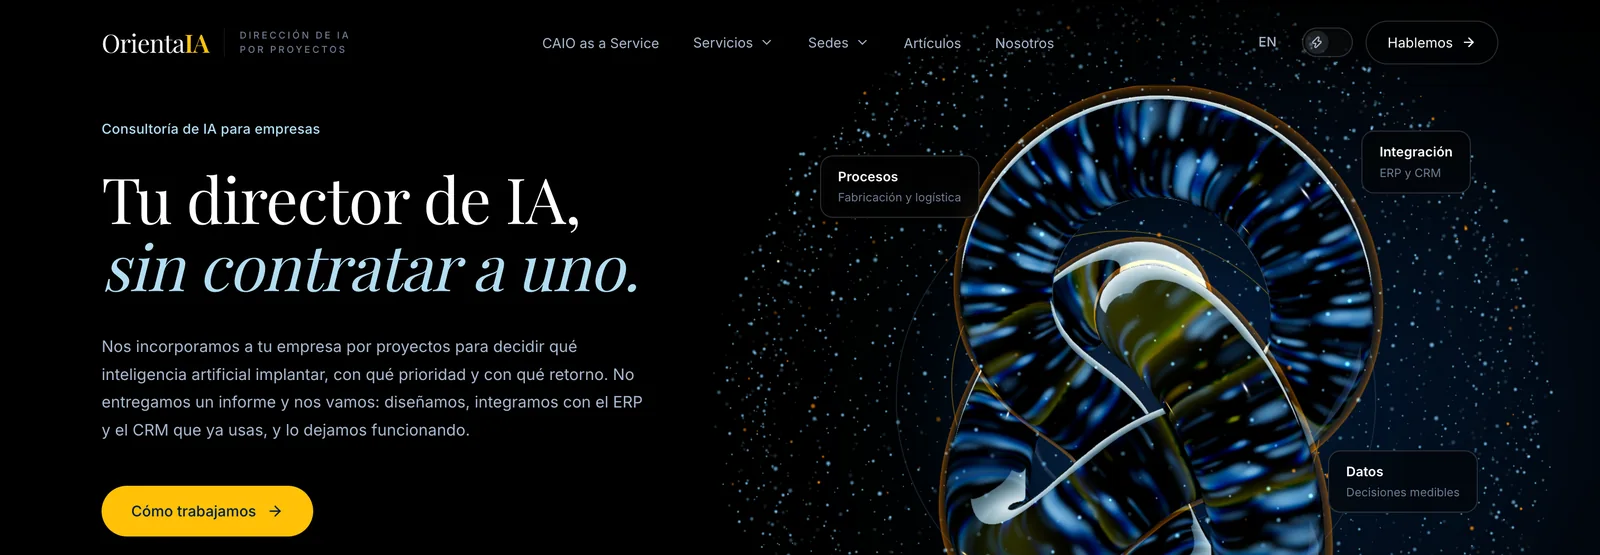 OrientaIA
DIRECCIÓN DE IA
POR PROYECTOS
CAIO as a Service
Servicios
Sedes
Artículos
Nosotros
EN
Hablemos →
Consultoría de IA para empresas
Tu director de IA,
sin contratar a uno.
Nos incorporamos a tu empresa por proyectos para decidir qué
inteligencia artificial implantar, con qué prioridad y con qué retorno. No
entregamos un informe y nos vamos: diseñamos, integramos con el ERP
y el CRM que ya usas, y lo dejamos funcionando.
Cómo trabajamos →
Procesos
Fabricación y logística
Integración
ERP y CRM
Datos
Decisiones medibles